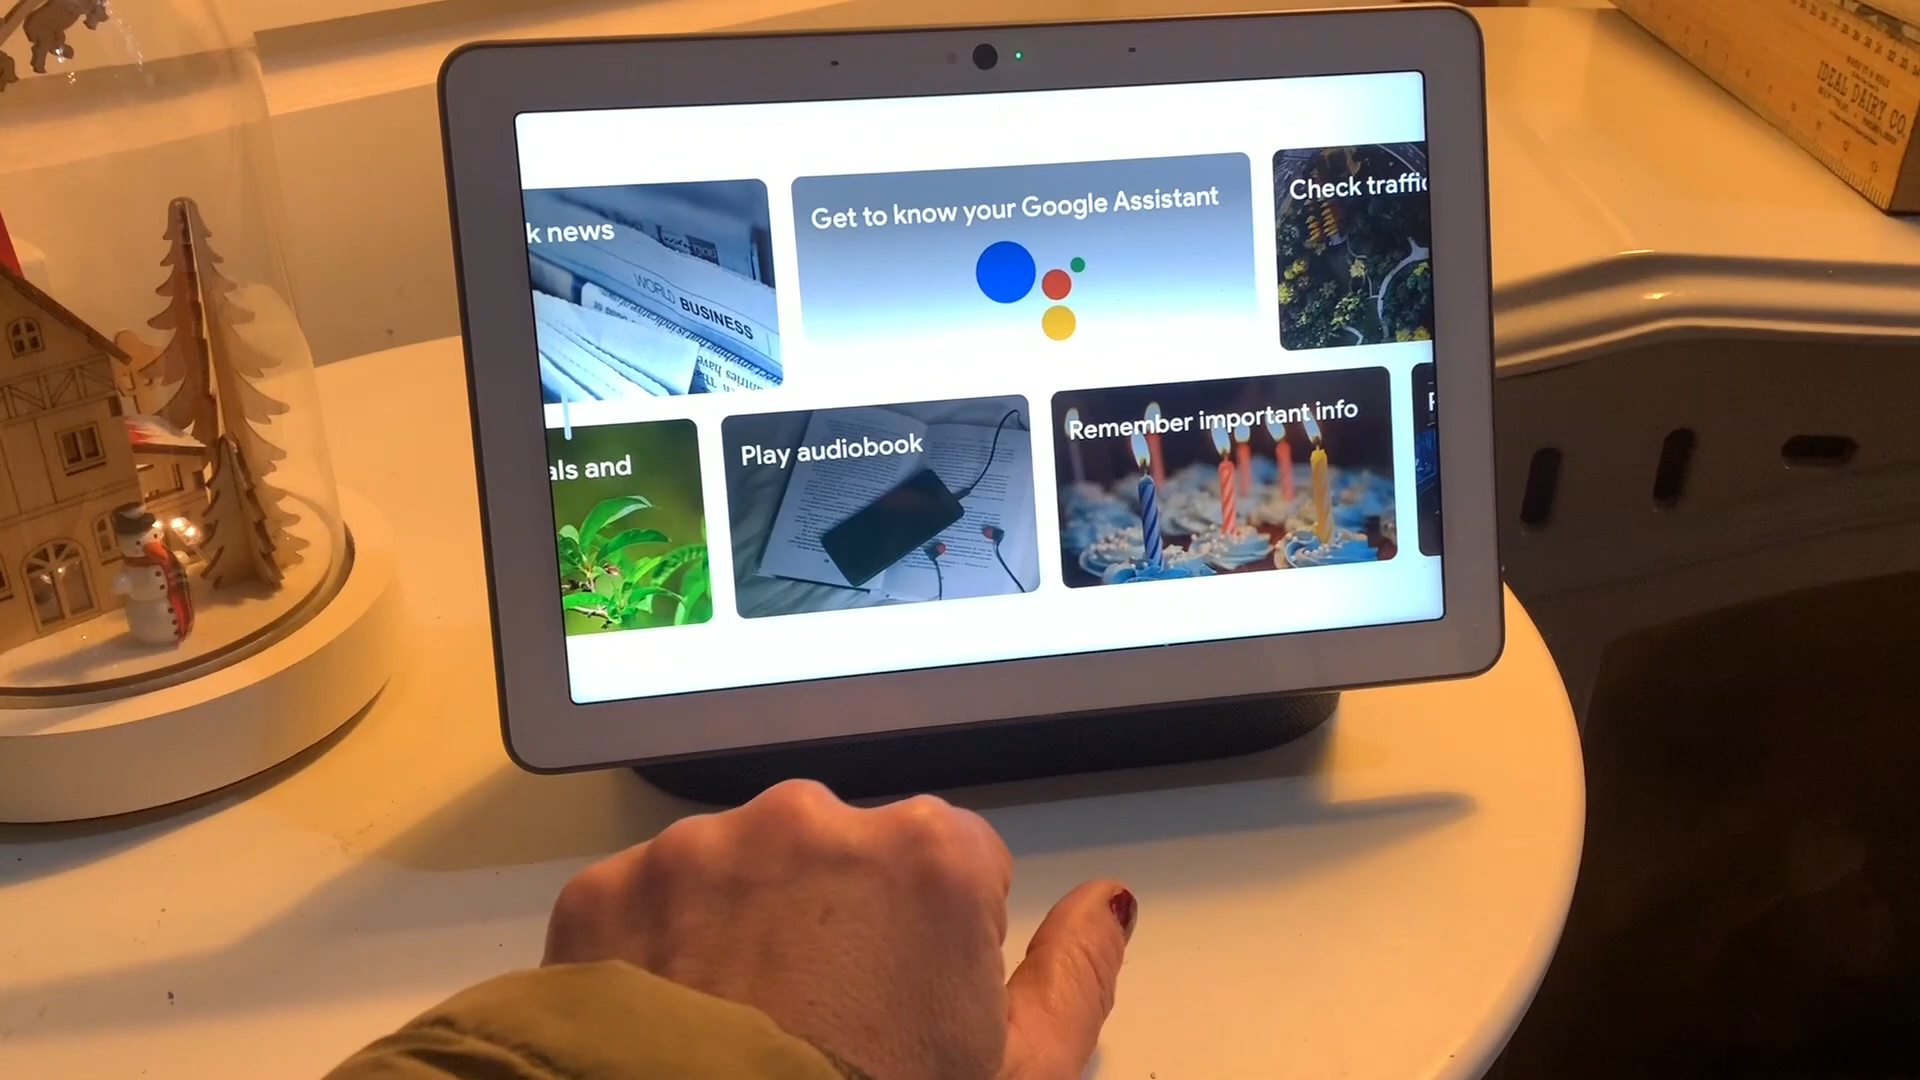 k news
WORLD BUSINESS
Get to know your Google Assistant
Check traffic
als and
Play audiobook
Remember important info
IDEAL DAIRY CO.